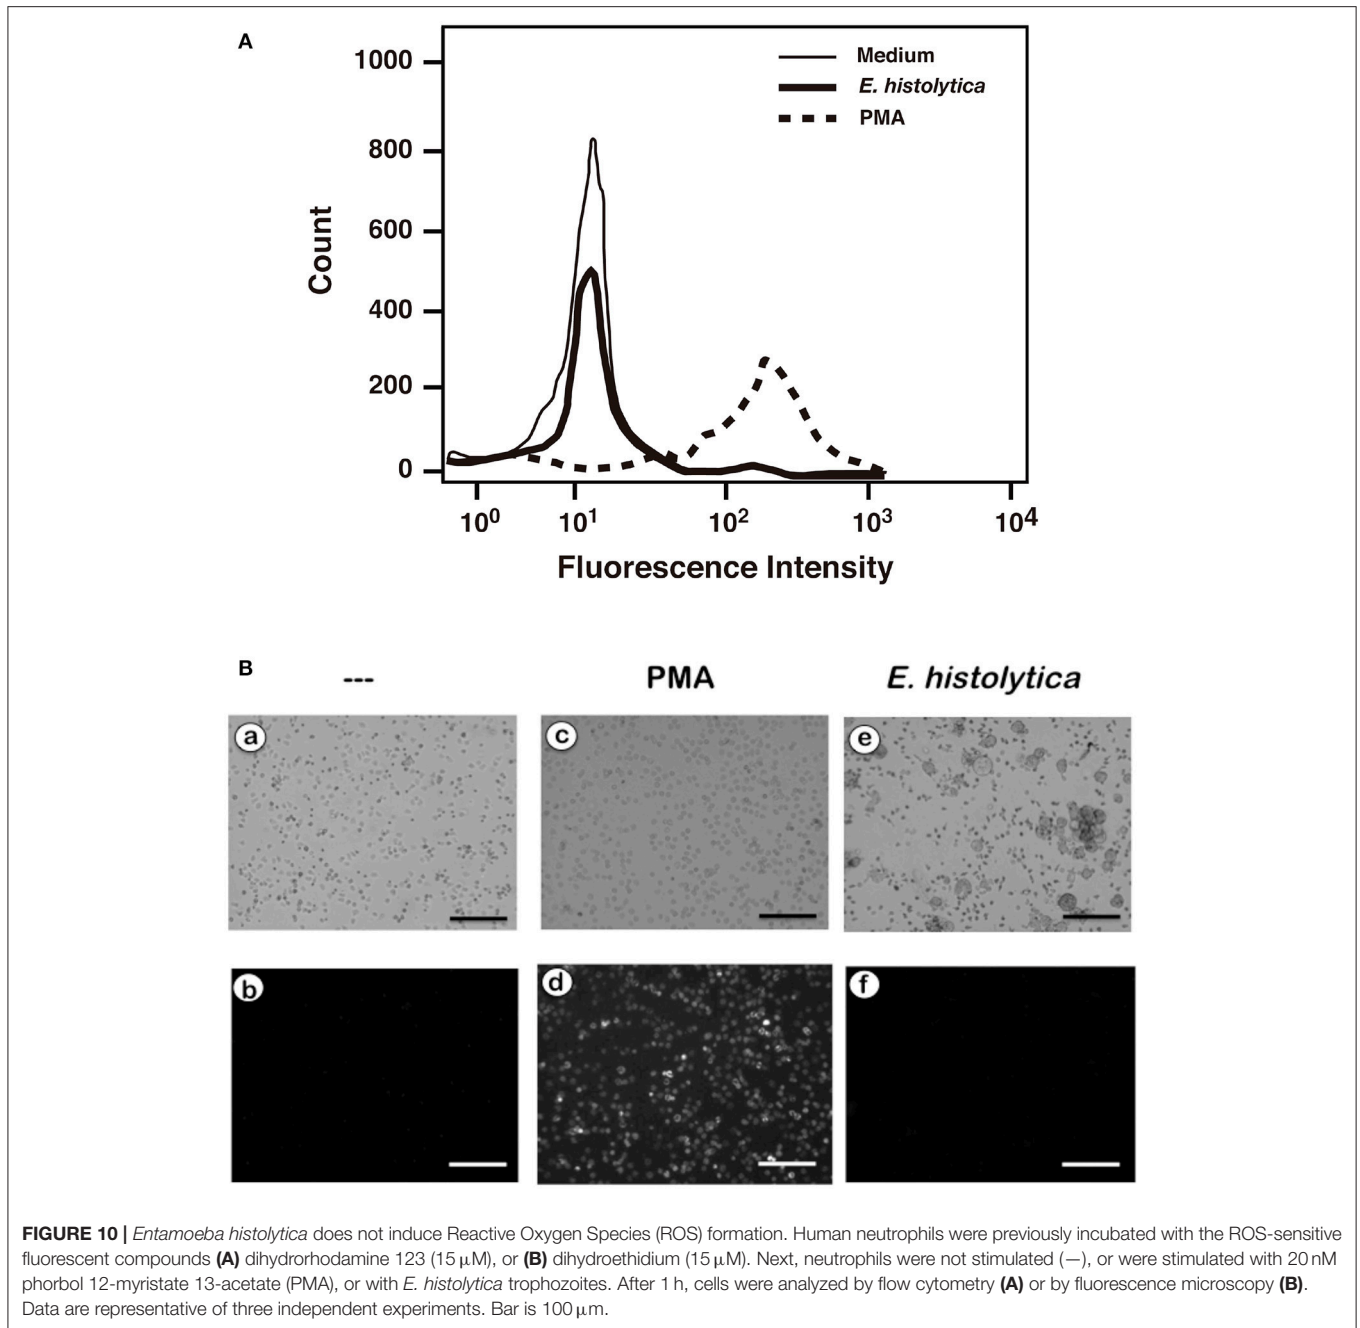 A
1000
800
600
400
200
0
Count
Medium
E. histolytica
PMA
10⁰ 10¹ 10² 10³ 10⁴
Fluorescence Intensity
B
--- PMA E. histolytica
a c e
b d f
FIGURE 10 | Entamoeba histolytica does not induce Reactive Oxygen Species (ROS) formation. Human neutrophils were previously incubated with the ROS-sensitive
fluorescent compounds (A) dihydrorhodamine 123 (15 μM), or (B) dihydroethidium (15 μM). Next, neutrophils were not stimulated (—), or were stimulated with 20 nM
phorbol 12-myristate 13-acetate (PMA), or with E. histolytica trophozoites. After 1 h, cells were analyzed by flow cytometry (A) or by fluorescence microscopy (B).
Data are representative of three independent experiments. Bar is 100 μm.